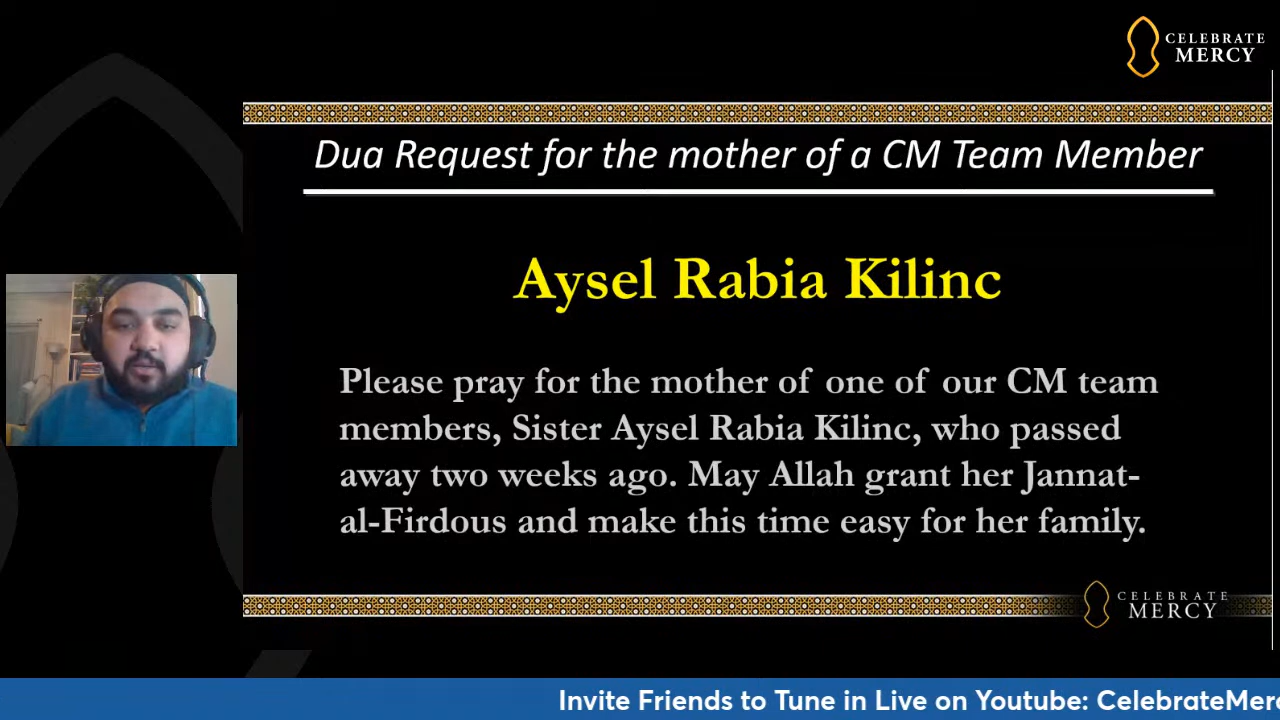 CELEBRATE
MERCY
Dua Request for the mother of a CM Team Member
Aysel Rabia Kilinc
Please pray for the mother of one of our CM team
members, Sister Aysel Rabia Kilinc, who passed
away two weeks ago. May Allah grant her Jannat-
al-Firdous and make this time easy for her family.
CELEBRATE
MERCY
Invite Friends to Tune in Live on Youtube: